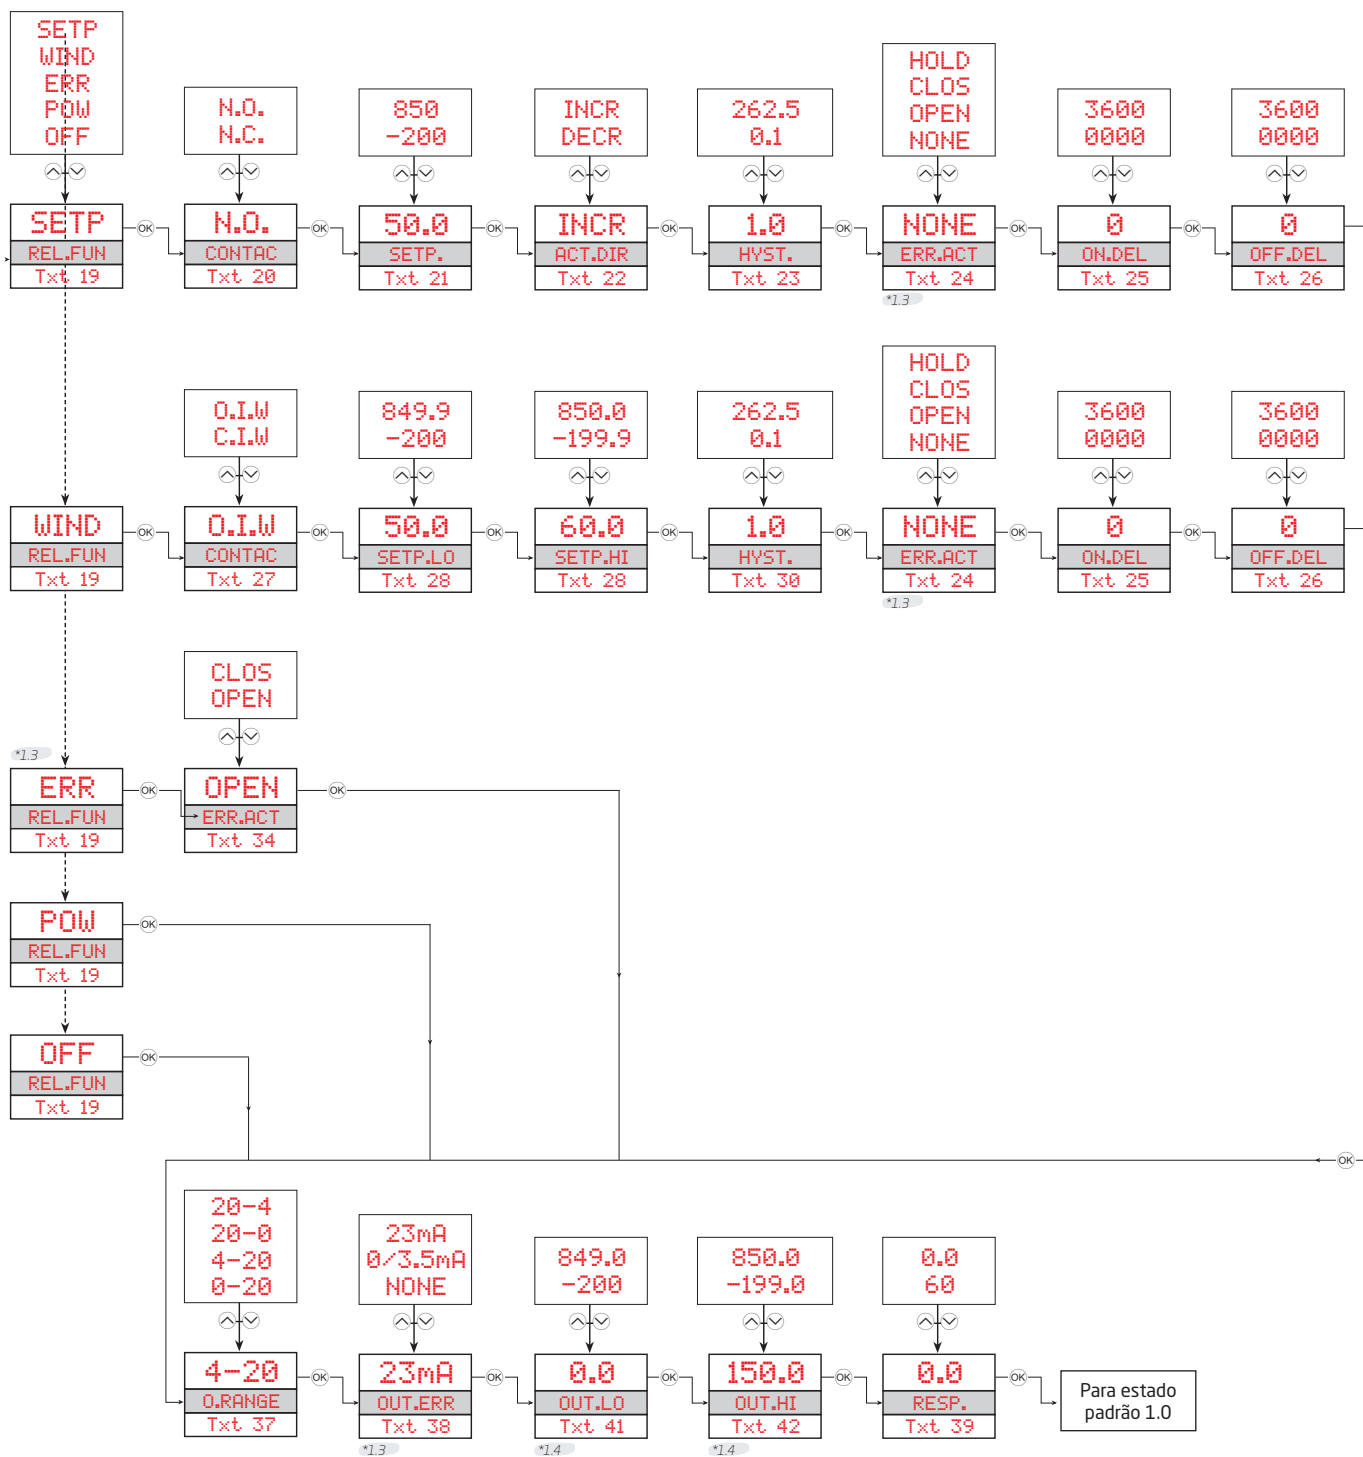 SETP
WIND
ERR
POW
OFF
N.O.
N.C.
850
-200
INCR
DECR
262.5
0.1
HOLD
CLOS
OPEN
NONE
3600
0000
3600
0000
SETP
REL.FUN
Txt 19
OK
N.O.
CONTAC
Txt 20
OK
50.0
SETP.
Txt 21
OK
INCR
ACT.DIR
Txt 22
OK
1.0
HYST.
Txt 23
OK
NONE
ERR.ACT
Txt 24
*1.3
OK
0
ON.DEL
Txt 25
OK
0
OFF.DEL
Txt 26
O.I.W
C.I.W
849.9
-200
850.0
-199.9
262.5
0.1
HOLD
CLOS
OPEN
NONE
3600
0000
3600
0000
WIND
REL.FUN
Txt 19
OK
O.I.W
CONTAC
Txt 27
OK
50.0
SETP.LO
Txt 28
OK
60.0
SETP.HI
Txt 28
OK
1.0
HYST.
Txt 30
OK
NONE
ERR.ACT
Txt 24
*1.3
OK
0
ON.DEL
Txt 25
OK
0
OFF.DEL
Txt 26
CLOS
OPEN
*1.3
ERR
REL.FUN
Txt 19
OK
OPEN
ERR.ACT
Txt 34
OK
POW
REL.FUN
Txt 19
OK
OFF
REL.FUN
Txt 19
OK
OK
20-4
20-0
4-20
0-20
23mA
0/3.5mA
NONE
849.0
-200
850.0
-199.0
0.0
60
4-20
O.RANGE
Txt 37
OK
23mA
OUT.ERR
Txt 38
*1.3
OK
0.0
OUT.LO
Txt 41
*1.4
OK
150.0
OUT.HI
Txt 42
*1.4
OK
0.0
RESP.
Txt 39
OK
Para estado
padrão 1.0